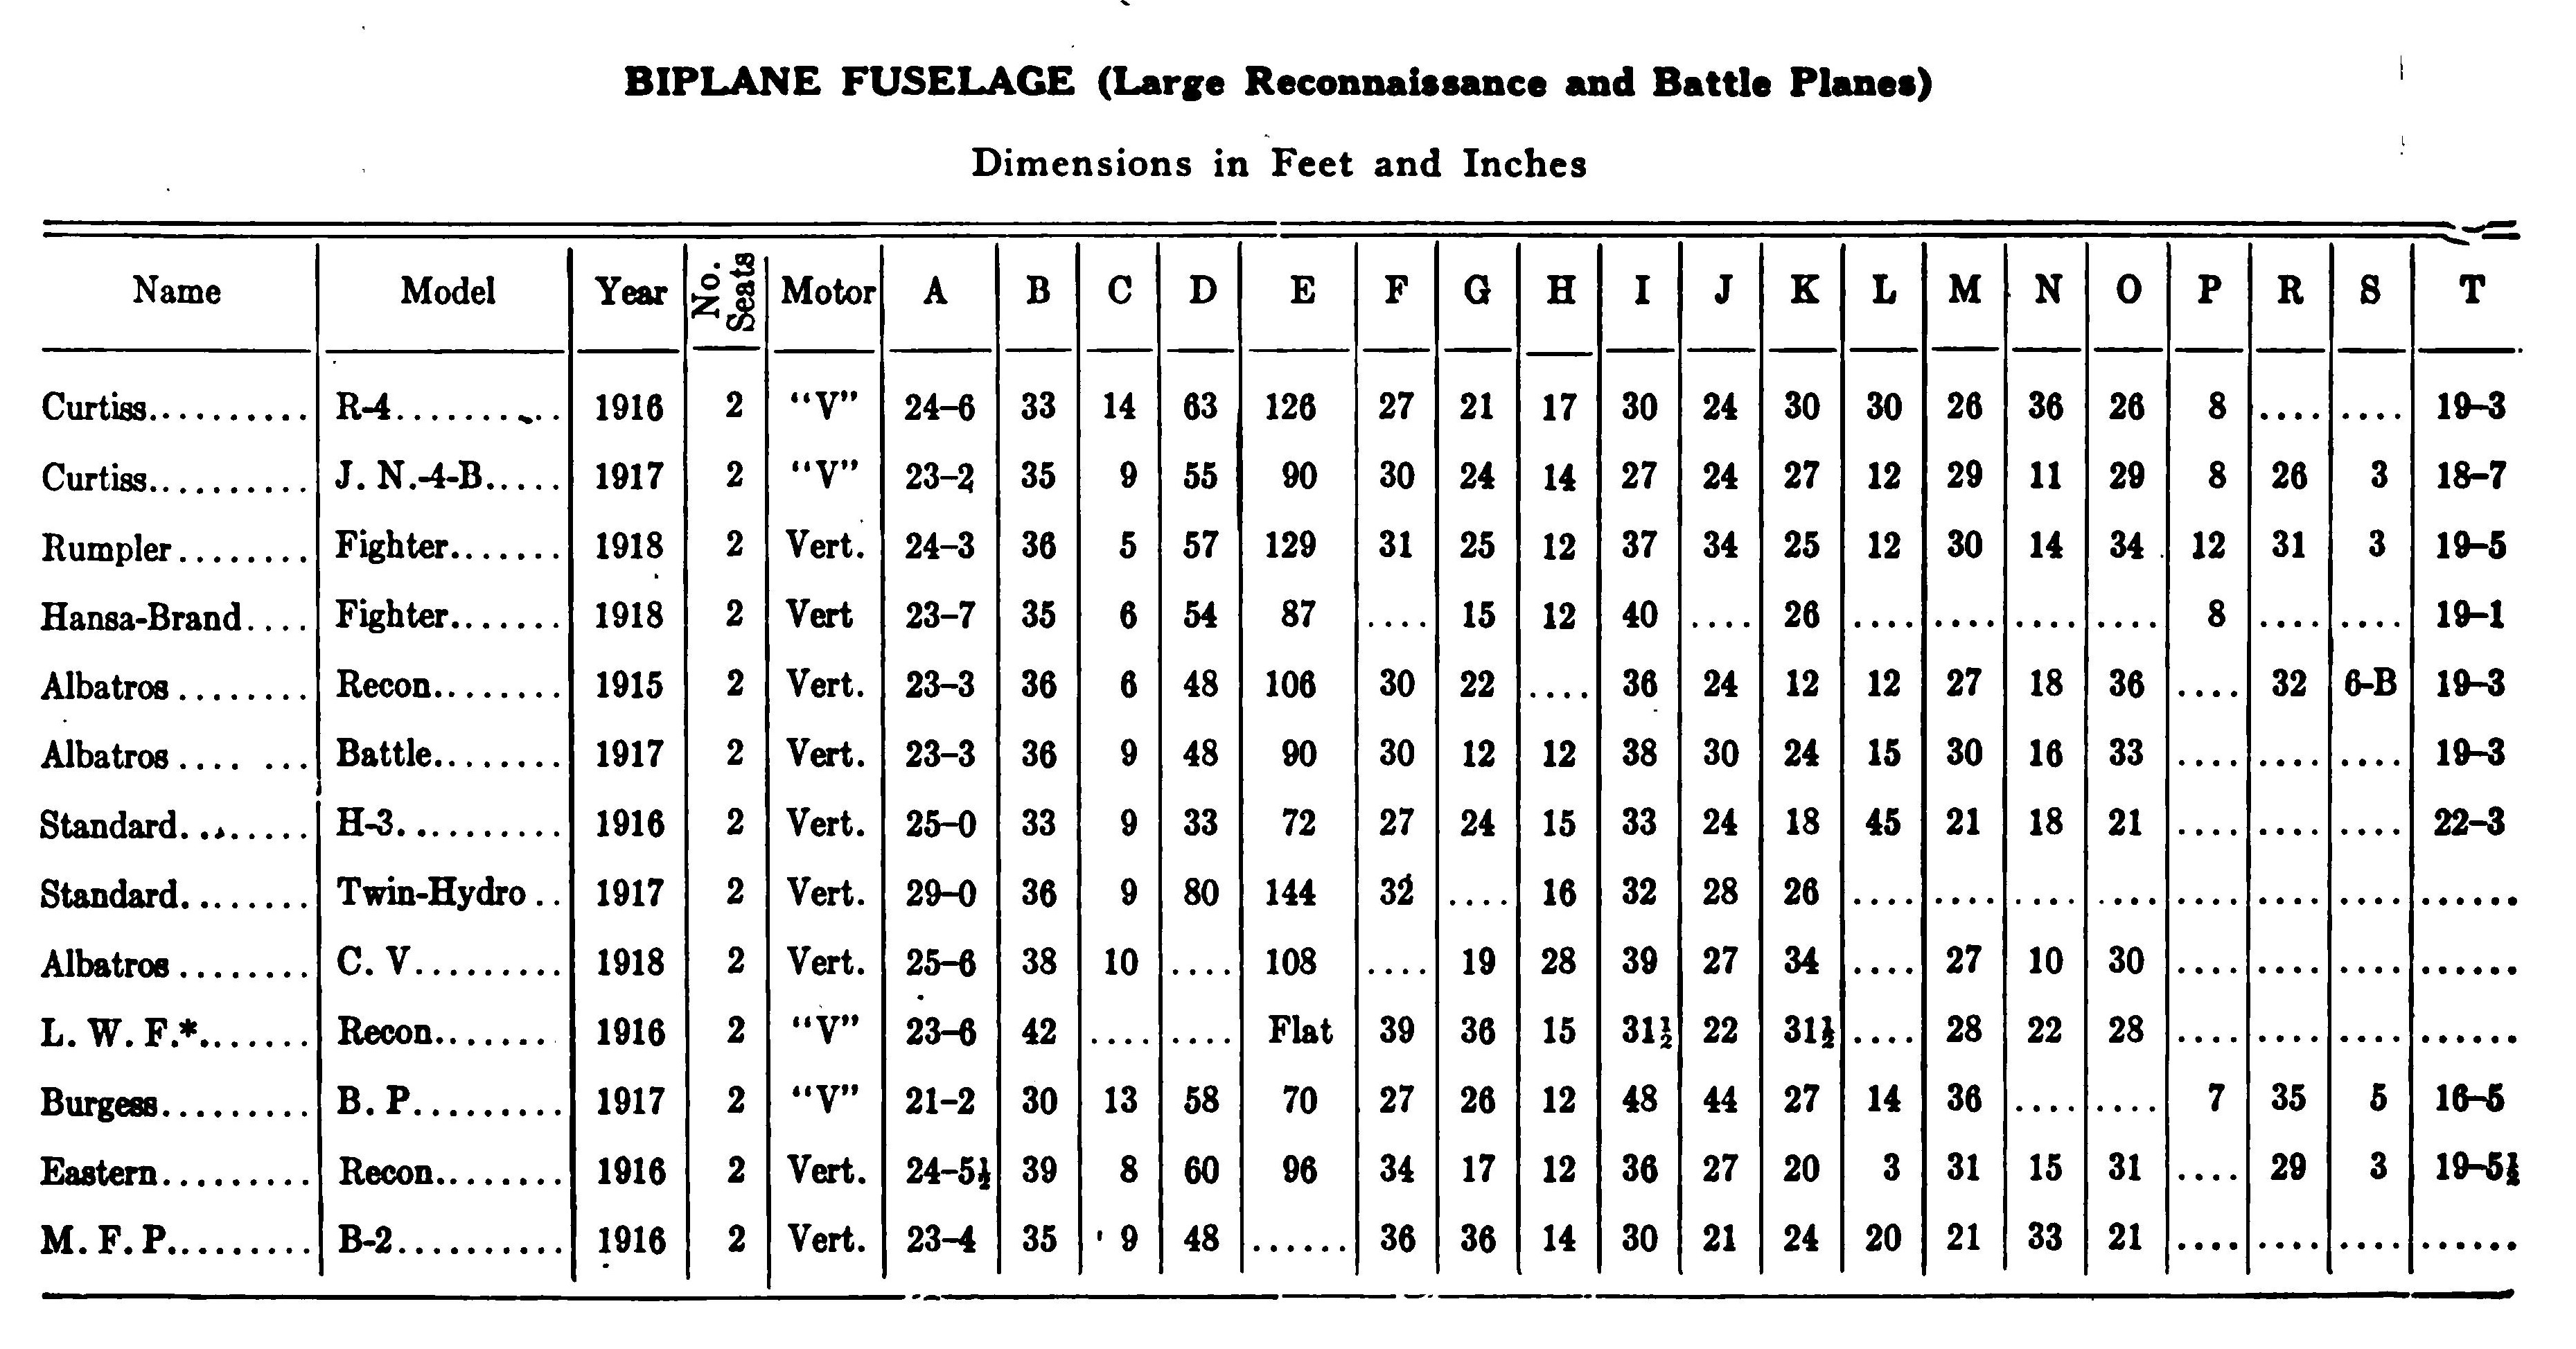 BIPLANE FUSELAGE (Large Reconnaissance and Battle Planes)
Dimensions in Feet and Inches
Name Model Year No. Seats Motor A B C D E F G H I J K L M N O P R S T
Curtiss.......... R-4.......... 1916 2 "V" 24-6 33 14 63 126 27 21 17 30 24 30 30 26 36 26 8 .... .... 19-3
Curtiss.......... J. N.-4-B..... 1917 2 "V" 23-2 35 9 55 90 30 24 14 27 24 27 12 29 11 29 8 26 3 18-7
Rumpler........ Fighter....... 1918 2 Vert. 24-3 36 5 57 129 31 25 12 37 34 25 12 30 14 34 12 31 3 19-5
Hansa-Brand.... Fighter....... 1918 2 Vert 23-7 35 6 54 87 .... 15 12 40 .... 26 .... .... .... .... 8 .... .... 19-1
Albatros ........ Recon........ 1915 2 Vert. 23-3 36 6 48 106 30 22 .... 36 24 12 12 27 18 36 .... 32 6-B 19-3
Albatros .... ... Battle........ 1917 2 Vert. 23-3 36 9 48 90 30 12 12 38 30 24 15 30 16 33 .... .... .... 19-3
Standard........ H-3.......... 1916 2 Vert. 25-0 33 9 33 72 27 24 15 33 24 18 45 21 18 21 .... .... .... 22-3
Standard........ Twin-Hydro .. 1917 2 Vert. 29-0 36 9 80 144 32 .... 16 32 28 26 .... .... .... .... .... .... .... ......
Albatros ........ C. V......... 1918 2 Vert. 25-6 38 10 .... 108 .... 19 28 39 27 34 .... 27 10 30 .... .... .... ......
L. W. F.*....... Recon....... 1916 2 "V" 23-6 42 .... .... Flat 39 36 15 31½ 22 31½ .... 28 22 28 .... .... .... ......
Burgess......... B. P......... 1917 2 "V" 21-2 30 13 58 70 27 26 12 48 44 27 14 36 .... .... 7 35 5 16-5
Eastern......... Recon........ 1916 2 Vert. 24-5½ 39 8 60 96 34 17 12 36 27 20 3 31 15 31 .... 29 3 19-5½
M. F. P......... B-2.......... 1916 2 Vert. 23-4 35 9 48 ...... 36 36 14 30 21 24 20 21 33 21 .... .... .... ......